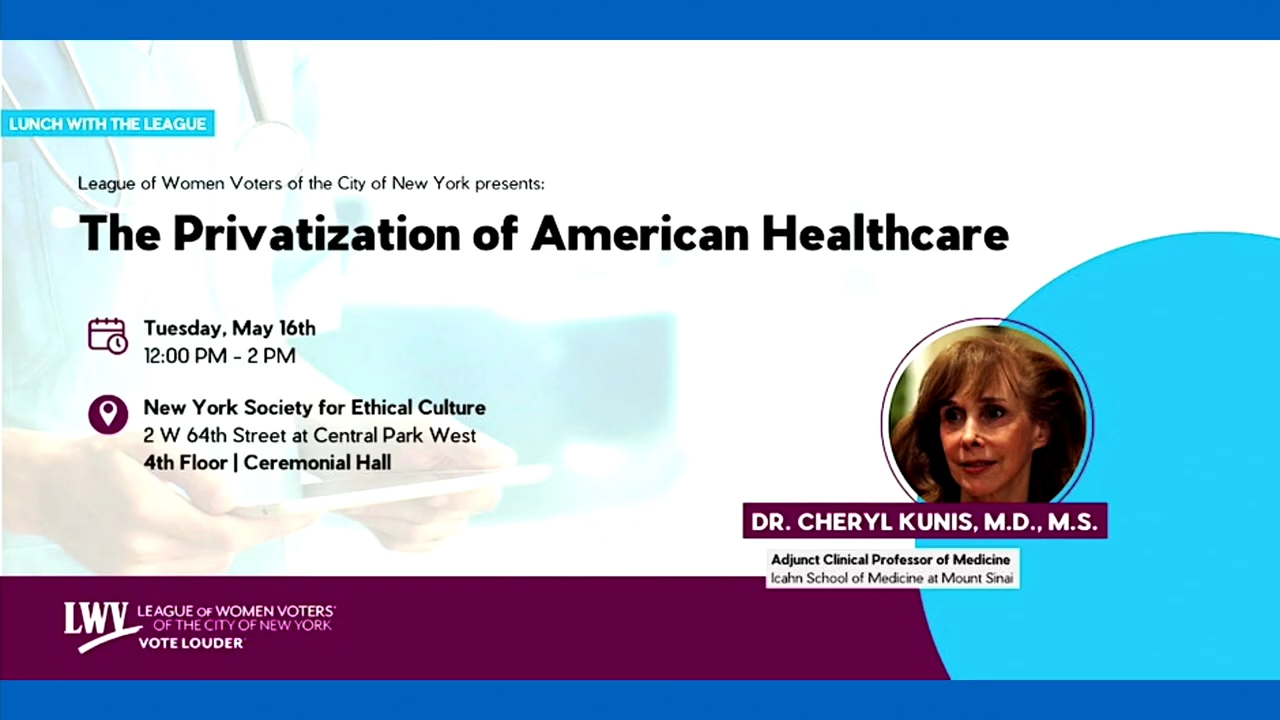 LUNCH WITH THE LEAGUE
League of Women Voters of the City of New York presents:
The Privatization of American Healthcare
Tuesday, May 16th
12:00 PM - 2 PM
New York Society for Ethical Culture
2 W 64th Street at Central Park West
4th Floor | Ceremonial Hall
DR. CHERYL KUNIS, M.D., M.S.
Adjunct Clinical Professor of Medicine
Icahn School of Medicine at Mount Sinai
LWV LEAGUE OF WOMEN VOTERS®
OF THE CITY OF NEW YORK
VOTE LOUDER